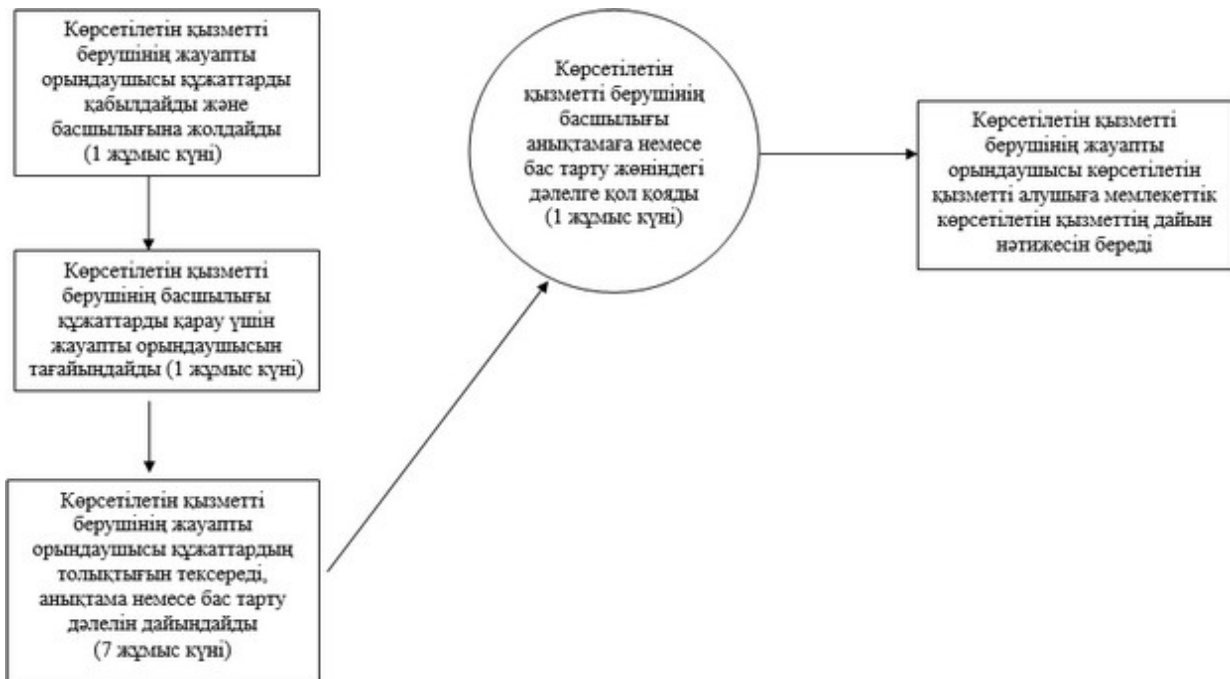 Көрсетілетін қызметті
берушінің жауапты
орындаушысы құжаттарды
қабылдайды және
басшылығына жолдайды
(1 жұмыс күні)
Көрсетілетін қызметті
берушінің басшылығы
құжаттарды қарау үшін
жауапты орындаушысын
тағайындайды (1 жұмыс күні)
Көрсетілетін қызметті
берушінің жауапты
орындаушысы құжаттардың
толықтығын тексереді,
анықтама немесе бас тарту
дәлелін дайындайды
(7 жұмыс күні)
Көрсетілетін
қызметті берушінің
басшылығы
анықтамаға немесе
бас тарту жөніндегі
дәлелге қол қояды
(1 жұмыс күні)
Көрсетілетін қызметті
берушінің жауапты
орындаушысы көрсетілетін
қызметті алушыға мемлекеттік
көрсетілетін қызметтің дайын
нәтижесін береді